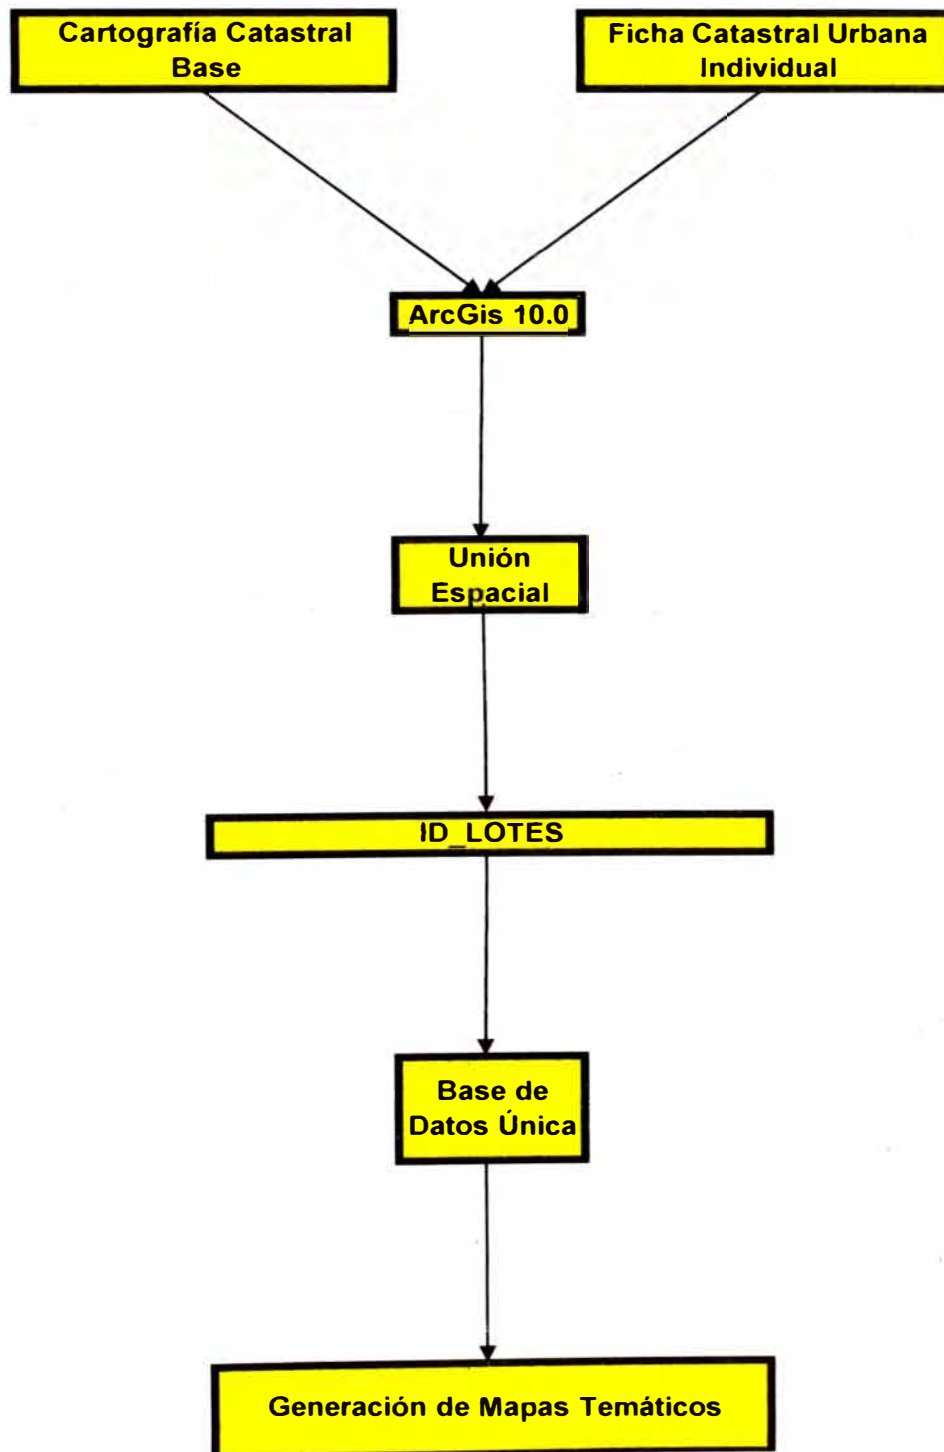 Cartografía Catastral
Base
Ficha Catastral Urbana
Individual
ArcGis 10.0
Unión
Espacial
ID_LOTES
Base de
Datos Única
Generación de Mapas Temáticos